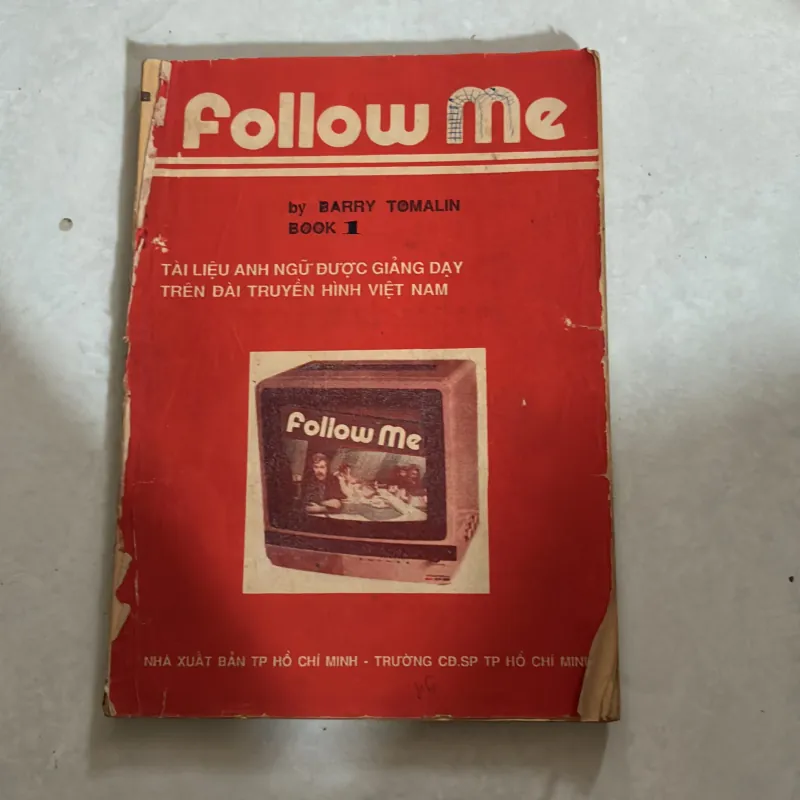 Follow Me
by BARRY TOMALIN
BOOK 1
TÀI LIỆU ANH NGỮ ĐƯỢC GIẢNG DẠY
TRÊN ĐÀI TRUYỀN HÌNH VIỆT NAM
Follow Me
NHÀ XUẤT BẢN TP HỒ CHÍ MINH - TRƯỜNG CĐ.SP TP HỒ CHÍ MINH